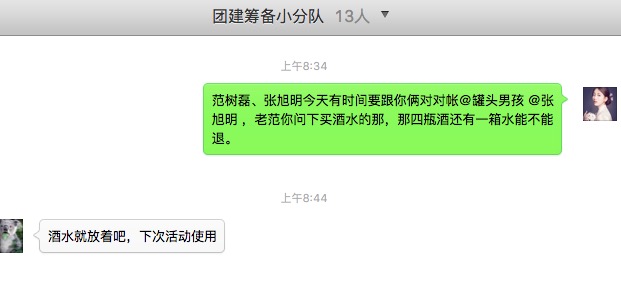 团建筹备小分队 13人
上午8:34
范树磊、张旭明今天有时间要跟你俩对对帐@罐头男孩 @张
旭明 ，老范你问下买酒水的那，那四瓶酒还有一箱水能不能
退。
上午8:44
酒水就放着吧，下次活动使用